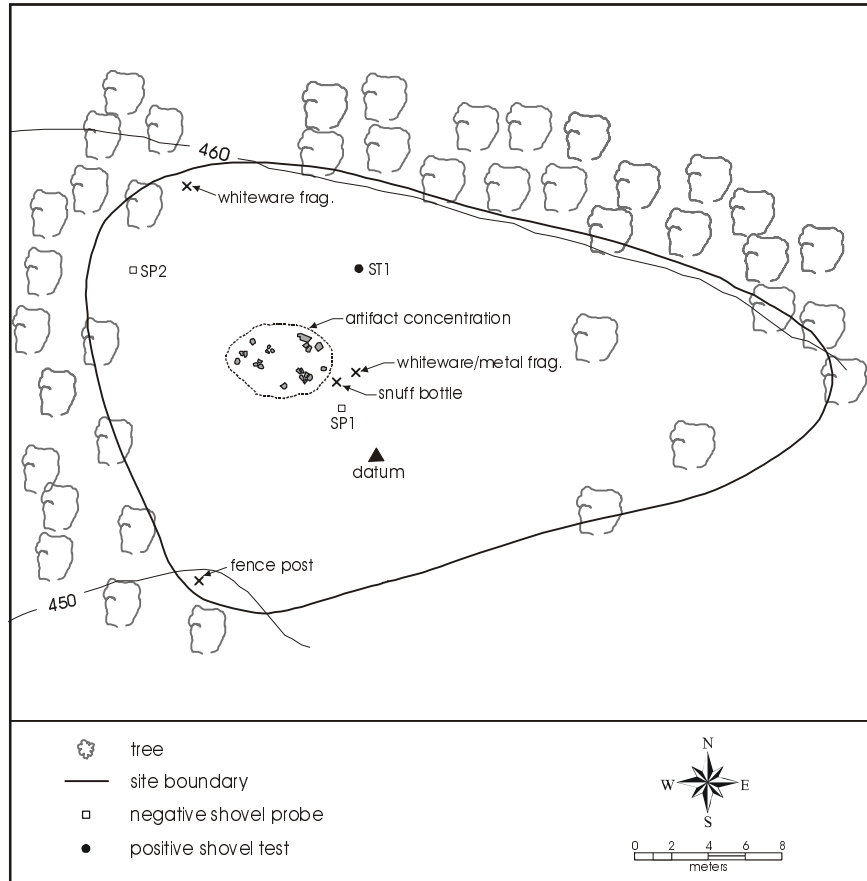 460
whiteware frag.
SP2
ST1
artifact concentration
whiteware/metal frag.
snuff bottle
SP1
datum
fence post
450
tree
site boundary
negative shovel probe
positive shovel test
N
W E
S
0 2 4 6 8
meters